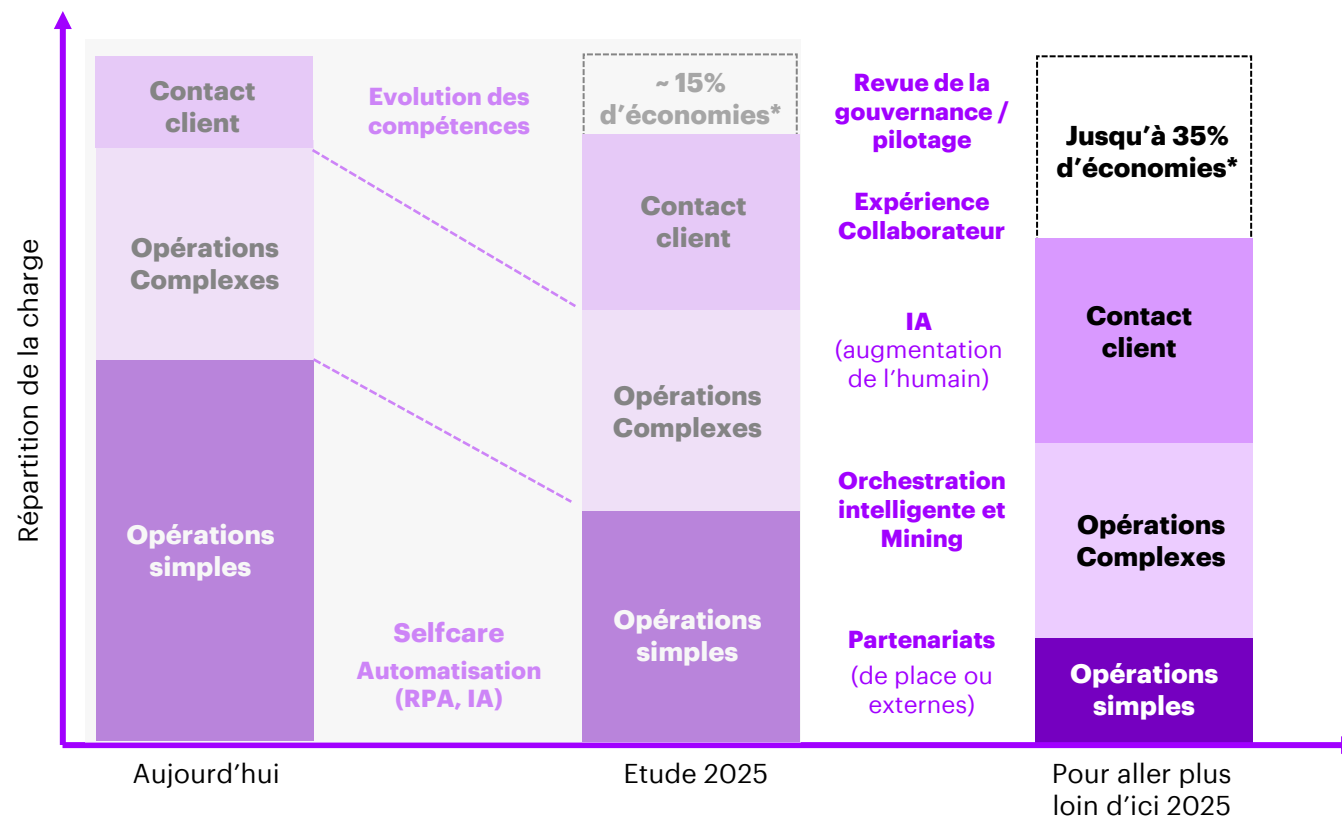 Répartition de la charge
Contact
client
Opérations
Complexes
Opérations
simples
Evolution des
compétences
Selfcare
Automatisation
(RPA, IA)
~ 15%
d’économies*
Contact
client
Opérations
Complexes
Opérations
simples
Revue de la
gouvernance /
pilotage
Expérience
Collaborateur
IA
(augmentation
de l’humain)
Orchestration
intelligente et
Mining
Partenariats
(de place ou
externes)
Jusqu’à 35%
d’économies*
Contact
client
Opérations
Complexes
Opérations
simples
Aujourd’hui
Etude 2025
Pour aller plus
loin d’ici 2025